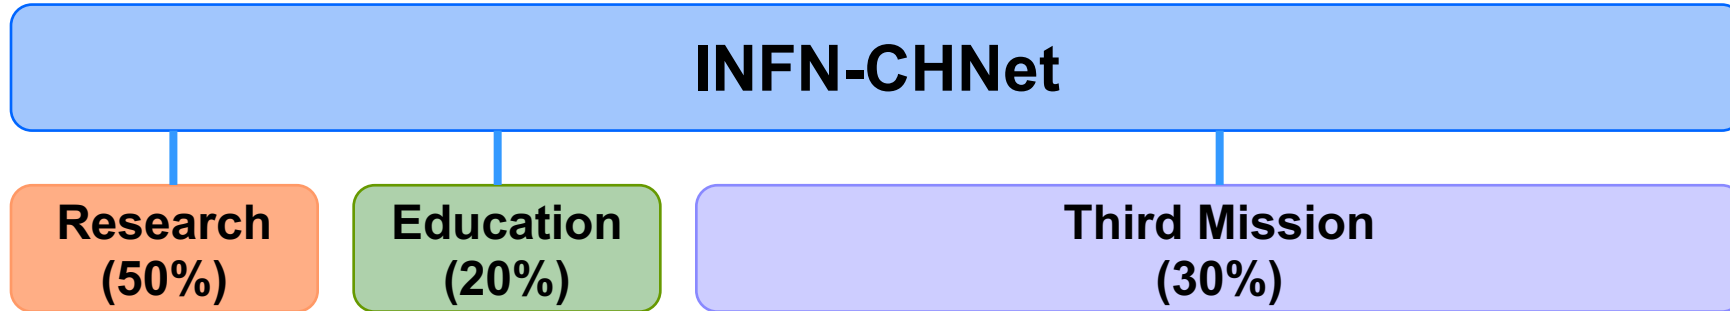 INFN-CHNet
Research
(50%)
Education
(20%)
Third Mission
(30%)